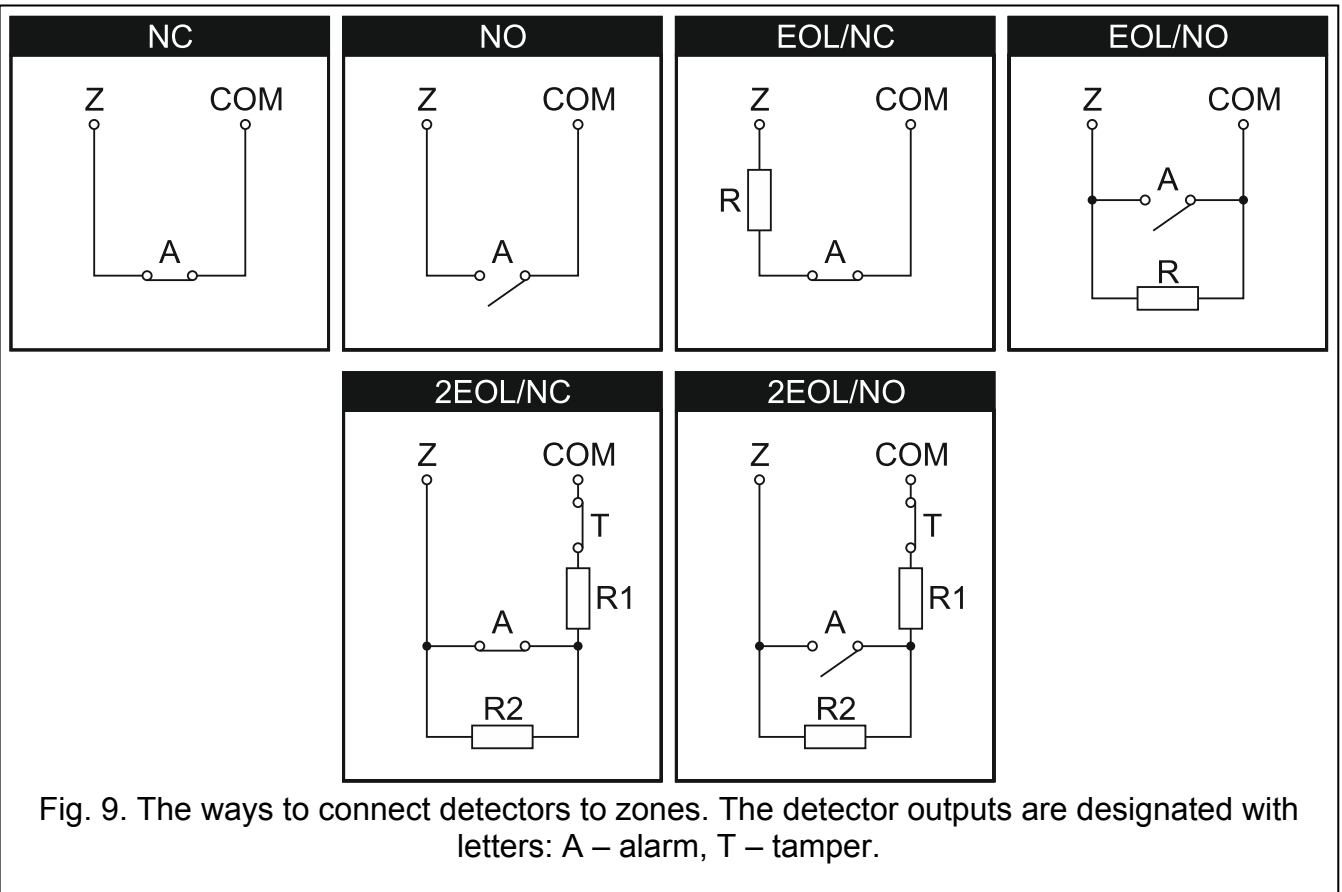 NC
NO
EOL/NC
EOL/NO
Z COM
Z COM
Z COM
Z COM
A
A
R
A
A
R
2EOL/NC
2EOL/NO
Z COM
Z COM
T
T
R1
R1
A
A
R2
R2
Fig. 9. The ways to connect detectors to zones. The detector outputs are designated with
letters: A – alarm, T – tamper.